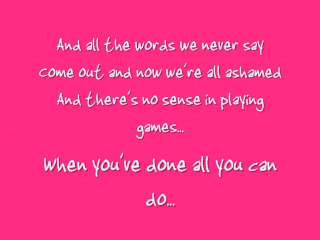 And all the words we never say
Come out and now we're all ashamed
And there's no sense in playing
games...
When you've done all you can
do...